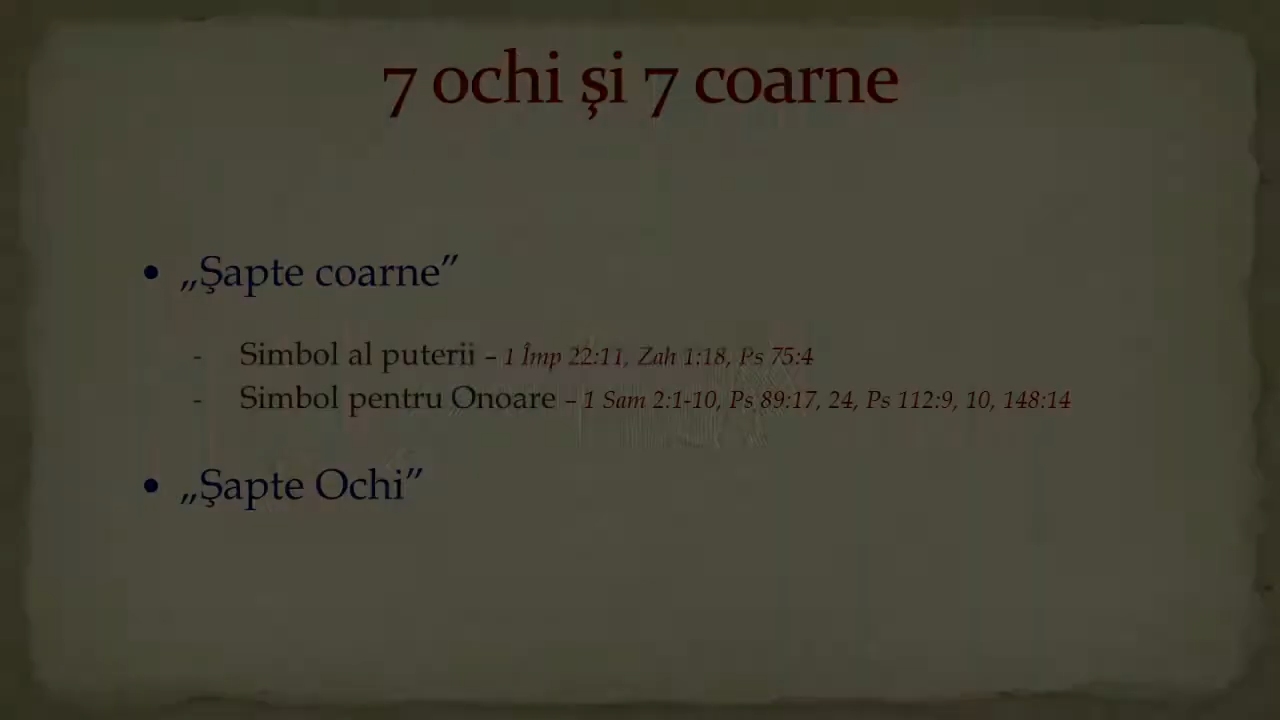 7 ochi şi 7 coarne
• „Şapte coarne”
- Simbol al puterii – 1 Împ 22:11, Zah 1:18, Ps 75:4
- Simbol pentru Onoare – 1 Sam 2:1-10, Ps 89:17, 24, Ps 112:9, 10, 148:14
• „Şapte Ochi”